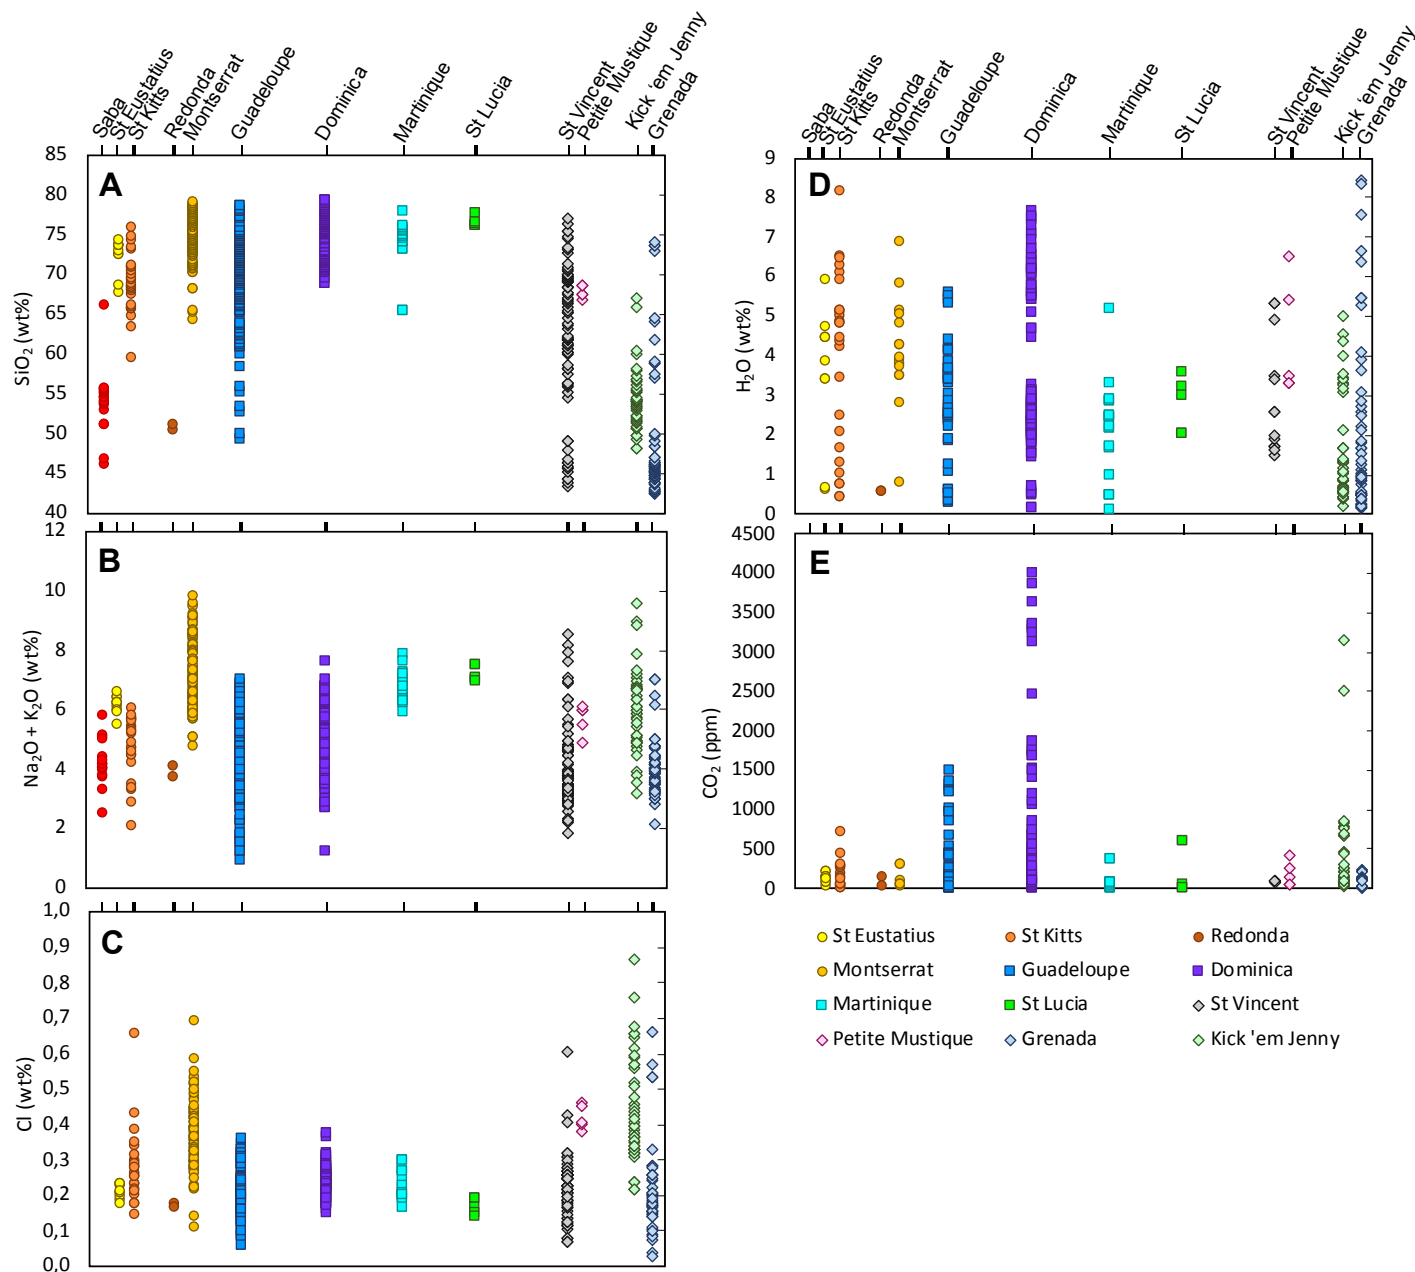 Saba
St Eustatius
St Kitts
Redonda
Montserrat
Guadeloupe
Dominica
Martinique
St Lucia
St Vincent
Petite Mustique
Kick 'em Jenny
Grenada
A
SiO₂ (wt%)
85
80
75
70
65
60
55
50
45
40
B
Na₂O + K₂O (wt%)
12
10
8
6
4
2
0
C
Cl (wt%)
1,0
0,9
0,8
0,7
0,6
0,5
0,4
0,3
0,2
0,1
0,0
Saba
St Eustatius
St Kitts
Redonda
Montserrat
Guadeloupe
Dominica
Martinique
St Lucia
St Vincent
Petite Mustique
Kick 'em Jenny
Grenada
D
H₂O (wt%)
9
8
7
6
5
4
3
2
1
0
E
CO₂ (ppm)
4500
4000
3500
3000
2500
2000
1500
1000
500
0
St Eustatius St Kitts Redonda
Montserrat Guadeloupe Dominica
Martinique St Lucia St Vincent
Petite Mustique Grenada Kick 'em Jenny